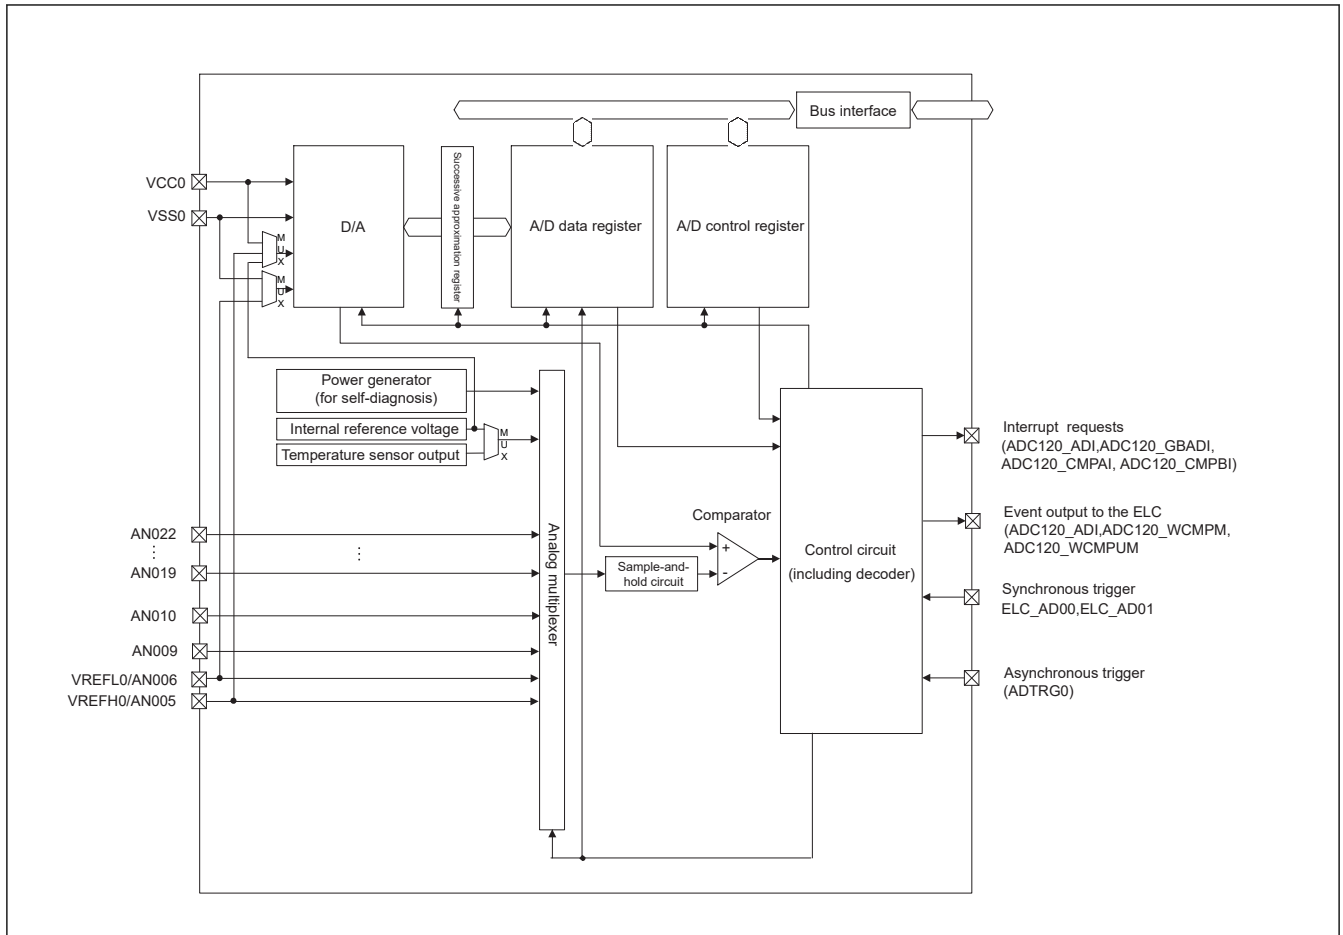 Bus interface
VCC0
VSS0
D/A
Successive approximation register
A/D data register
A/D control register
M
U
X
M
U
X
Power generator
(for self-diagnosis)
Internal reference voltage
Temperature sensor output
M
U
X
Interrupt requests
(ADC120_ADI,ADC120_GBADI,
ADC120_CMPAI, ADC120_CMPBI)
Event output to the ELC
(ADC120_ADI,ADC120_WCMPM,
ADC120_WCMPUM
Synchronous trigger
ELC_AD00,ELC_AD01
Asynchronous trigger
(ADTRG0)
Comparator
+
-
Control circuit
(including decoder)
Sample-and-
hold circuit
Analog multiplexer
AN022
⋮
⋮
AN019
AN010
AN009
VREFL0/AN006
VREFH0/AN005